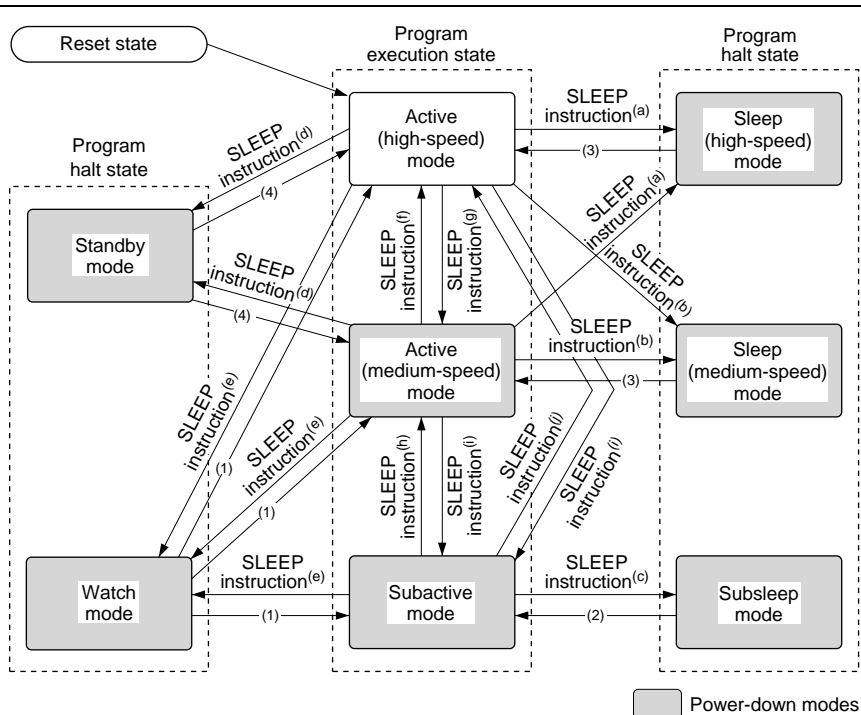 Reset state
Program
execution state
Program
halt state
Program
halt state
Active
(high-speed)
mode
SLEEP
instruction(a)
(3)
Sleep
(high-speed)
mode
SLEEP
instruction(d)
(4)
Standby
mode
SLEEP
instruction(d)
(4)
SLEEP
instruction(f)
SLEEP
instruction(g)
SLEEP
instruction(a)
SLEEP
instruction(b)
Active
(medium-speed)
mode
SLEEP
instruction(b)
(3)
Sleep
(medium-speed)
mode
SLEEP
instruction(e)
(1)
SLEEP
instruction(e)
(1)
SLEEP
instruction(h)
SLEEP
instruction(i)
SLEEP
instruction(j)
SLEEP
instruction(i)
Watch
mode
SLEEP
instruction(e)
(1)
Subactive
mode
SLEEP
instruction(c)
(2)
Subsleep
mode
Power-down modes